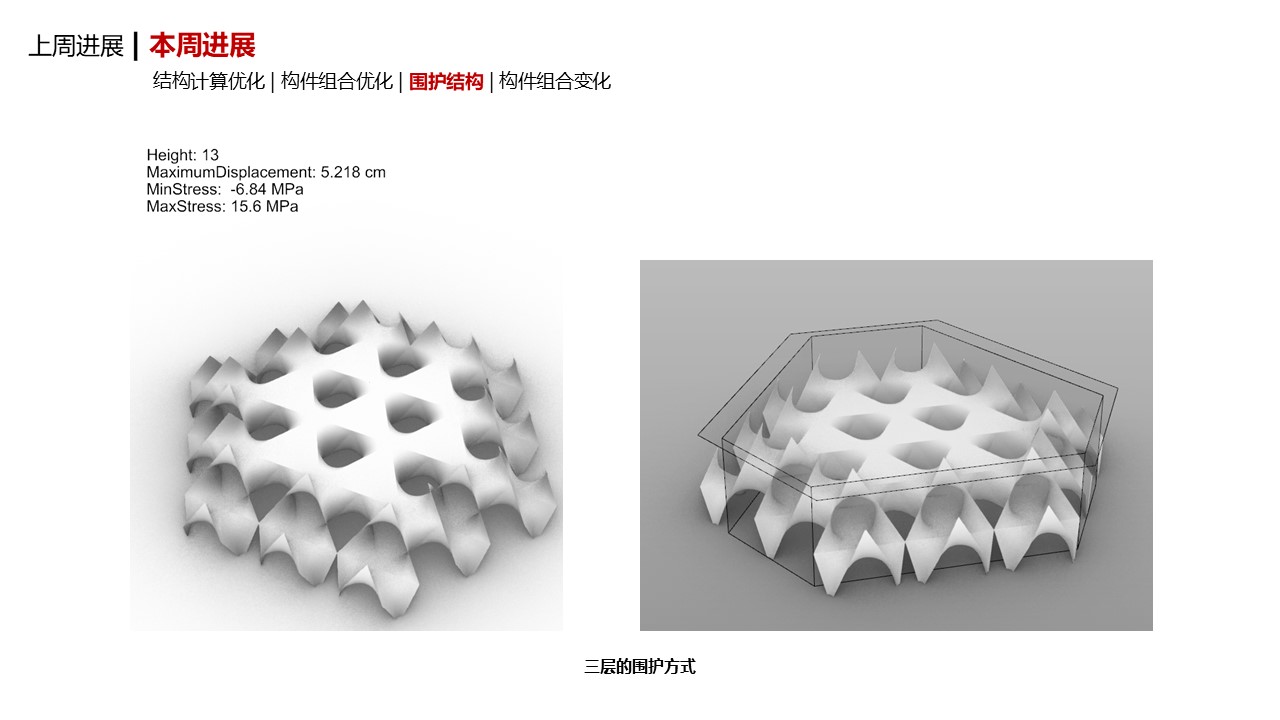 上周进展 | 本周进展
结构计算优化 | 构件组合优化 | 围护结构 | 构件组合变化
Height: 13
MaximumDisplacement: 5.218 cm
MinStress:  -6.84 MPa
MaxStress: 15.6 MPa
三层的围护方式